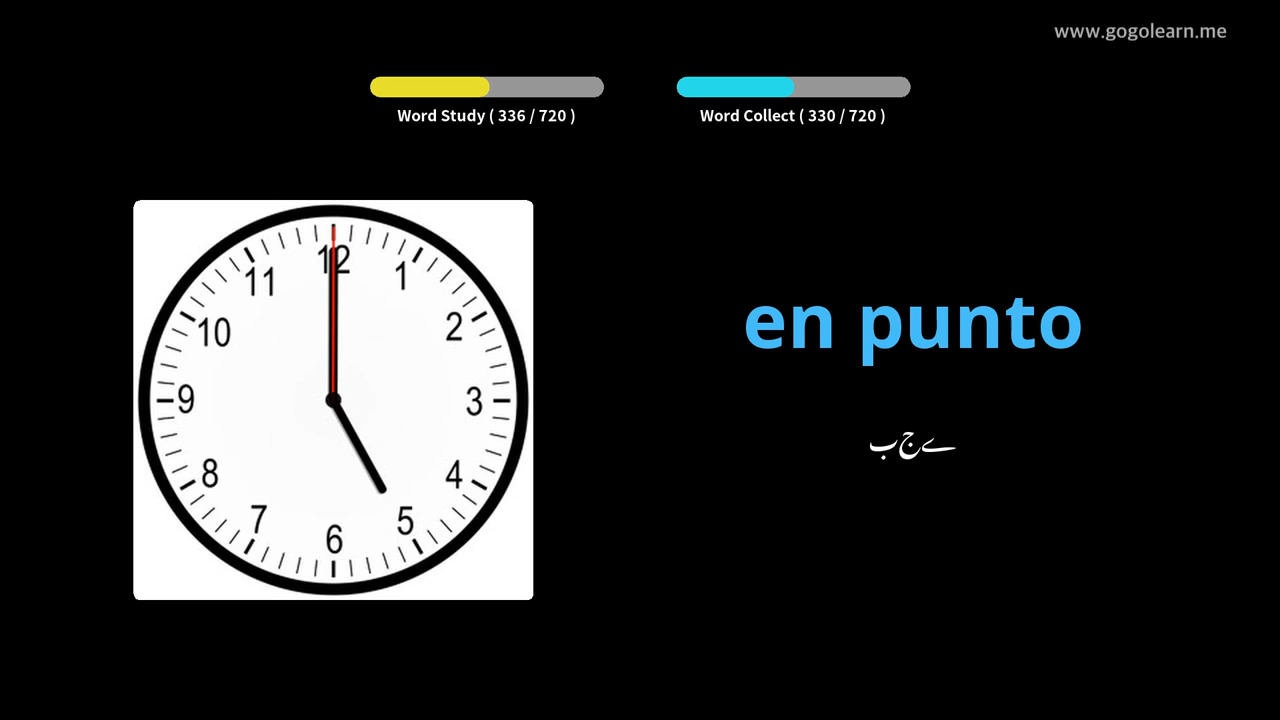 www.gogolearn.me
Word Study ( 336 / 720 )
Word Collect ( 330 / 720 )
12
1
2
3
4
5
6
7
8
9
10
11
en punto
ےجب